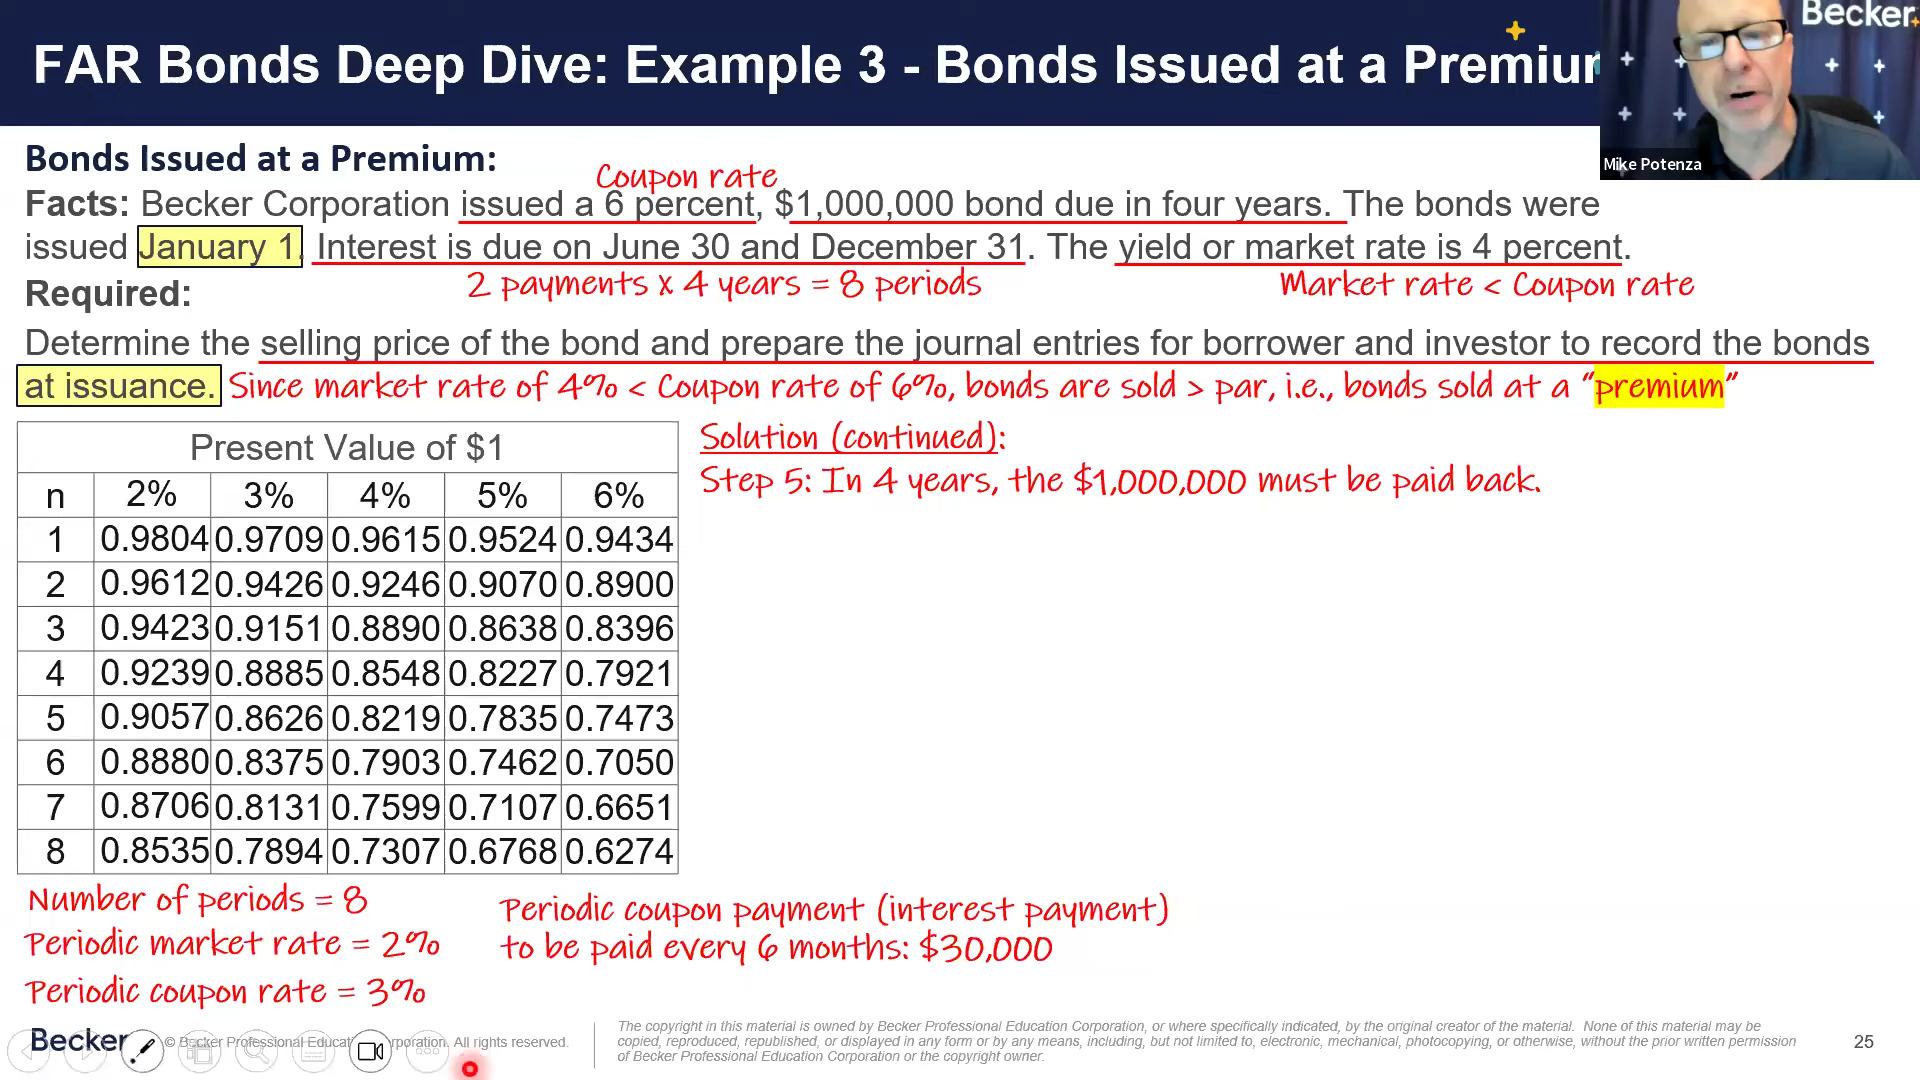 FAR Bonds Deep Dive: Example 3 - Bonds Issued at a Premium
Becker
Mike Potenza
Bonds Issued at a Premium:
Coupon rate
Facts: Becker Corporation issued a 6 percent, $1,000,000 bond due in four years. The bonds were
issued January 1. Interest is due on June 30 and December 31. The yield or market rate is 4 percent.
2 payments x 4 years = 8 periods
Market rate < Coupon rate
Required:
Determine the selling price of the bond and prepare the journal entries for borrower and investor to record the bonds
at issuance. Since market rate of 4% < Coupon rate of 6%, bonds are sold > par, i.e., bonds sold at a “premium”
Present Value of $1
n 2% 3% 4% 5% 6%
1 0.9804 0.9709 0.9615 0.9524 0.9434
2 0.9612 0.9426 0.9246 0.9070 0.8900
3 0.9423 0.9151 0.8890 0.8638 0.8396
4 0.9239 0.8885 0.8548 0.8227 0.7921
5 0.9057 0.8626 0.8219 0.7835 0.7473
6 0.8880 0.8375 0.7903 0.7462 0.7050
7 0.8706 0.8131 0.7599 0.7107 0.6651
8 0.8535 0.7894 0.7307 0.6768 0.6274
Solution (continued):
Step 5: In 4 years, the $1,000,000 must be paid back.
Number of periods = 8
Periodic market rate = 2%
Periodic coupon rate = 3%
Periodic coupon payment (interest payment)
to be paid every 6 months: $30,000
Becker
© Becker Professional Education Corporation. All rights reserved.
The copyright in this material is owned by Becker Professional Education Corporation, or where specifically indicated, by the original creator of the material. None of this material may be
copied, reproduced, republished, or displayed in any form or by any means, including, but not limited to, electronic, mechanical, photocopying, or otherwise, without the prior written permission
of Becker Professional Education Corporation or the copyright owner.
25